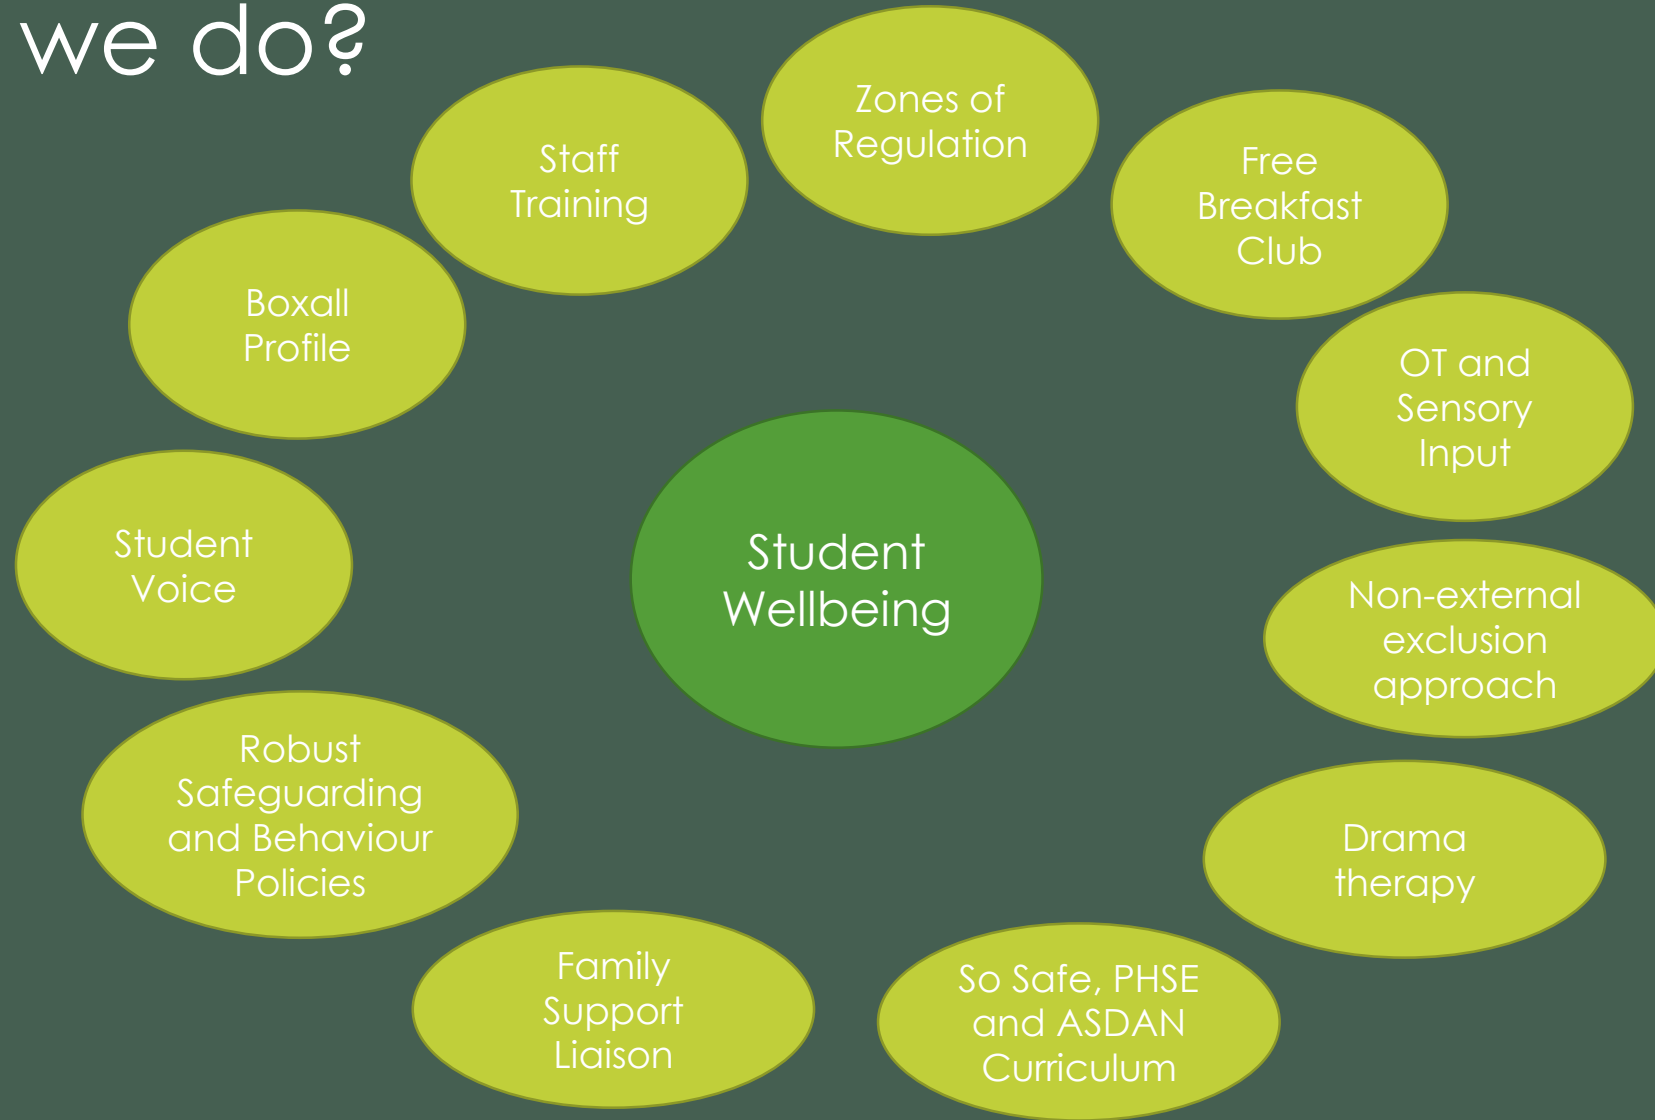 we do?
Zones of
Regulation
Staff
Training
Free
Breakfast
Club
Boxall
Profile
OT and
Sensory
Input
Student
Voice
Student
Wellbeing
Non-external
exclusion
approach
Robust
Safeguarding
and Behaviour
Policies
Drama
therapy
Family
Support
Liaison
So Safe, PHSE
and ASDAN
Curriculum